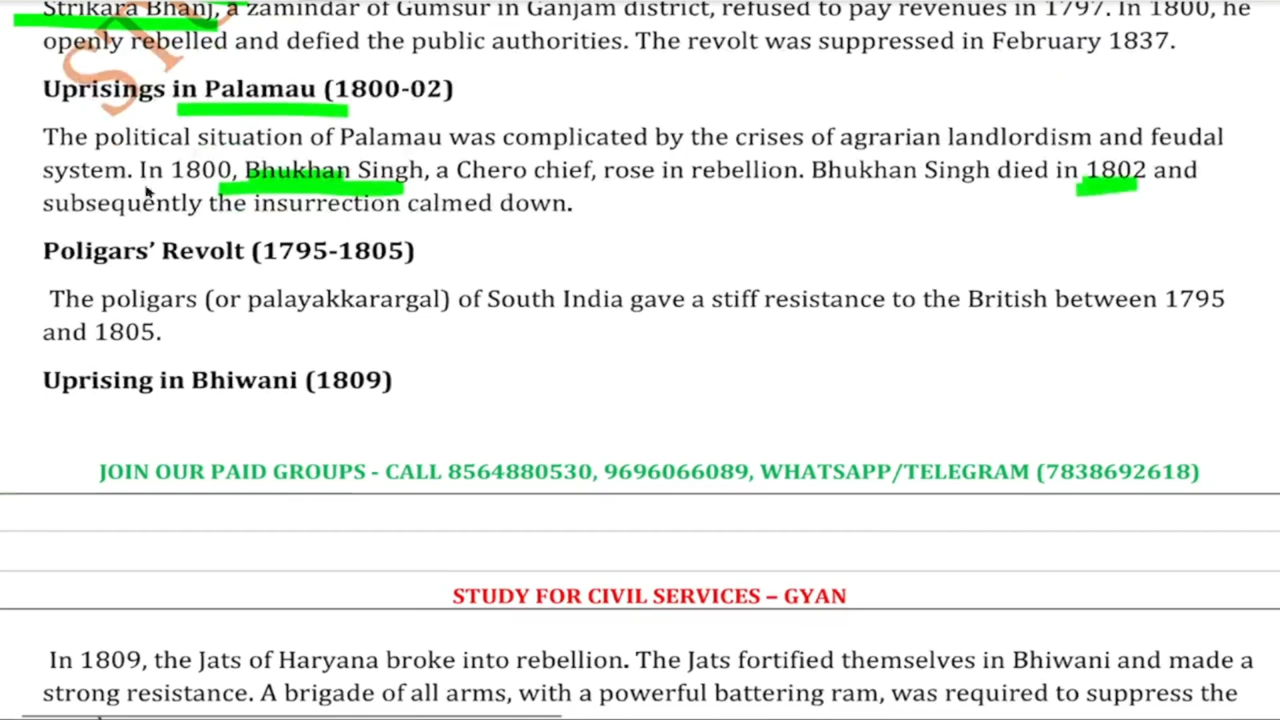 Strikara Bhanj, a zamindar of Gumsur in Ganjam district, refused to pay revenues in 1797. In 1800, he
openly rebelled and defied the public authorities. The revolt was suppressed in February 1837.
Uprisings in Palamau (1800-02)
The political situation of Palamau was complicated by the crises of agrarian landlordism and feudal
system. In 1800, Bhukhan Singh, a Chero chief, rose in rebellion. Bhukhan Singh died in 1802 and
subsequently the insurrection calmed down.
Poligars’ Revolt (1795-1805)
The poligars (or palayakkarargal) of South India gave a stiff resistance to the British between 1795
and 1805.
Uprising in Bhiwani (1809)
JOIN OUR PAID GROUPS - CALL 8564880530, 9696066089, WHATSAPP/TELEGRAM (7838692618)
STUDY FOR CIVIL SERVICES – GYAN
In 1809, the Jats of Haryana broke into rebellion. The Jats fortified themselves in Bhiwani and made a
strong resistance. A brigade of all arms, with a powerful battering ram, was required to suppress the